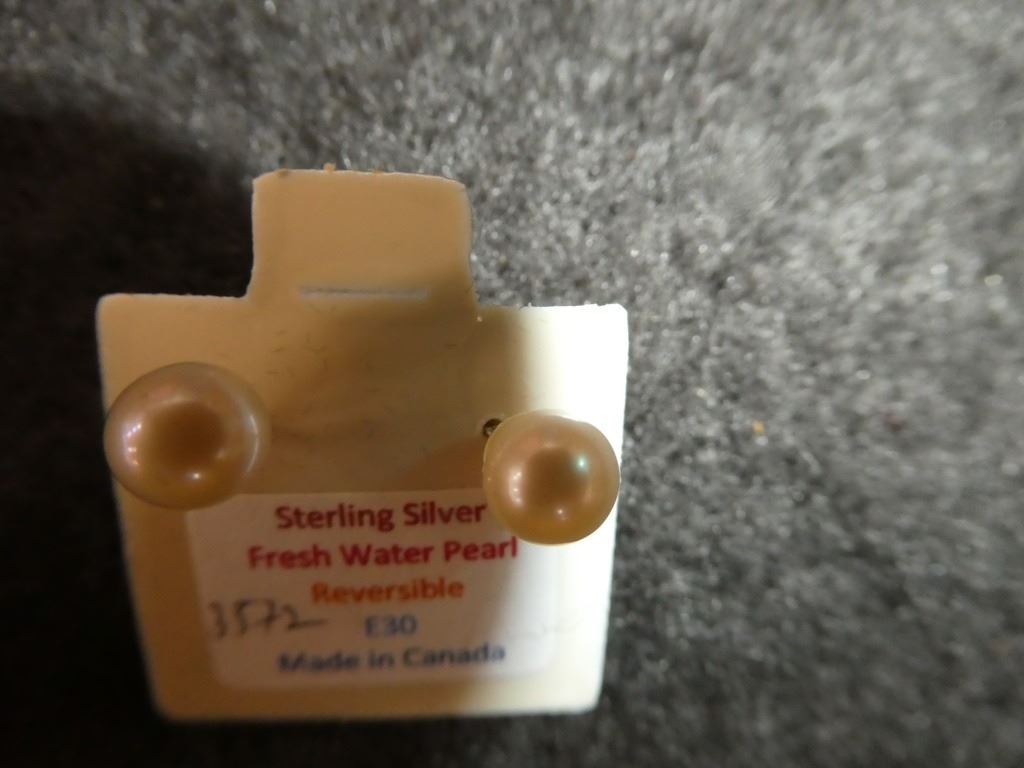 Sterling Silver
Fresh Water Pearl
Reversible
3572 E30
Made in Canada